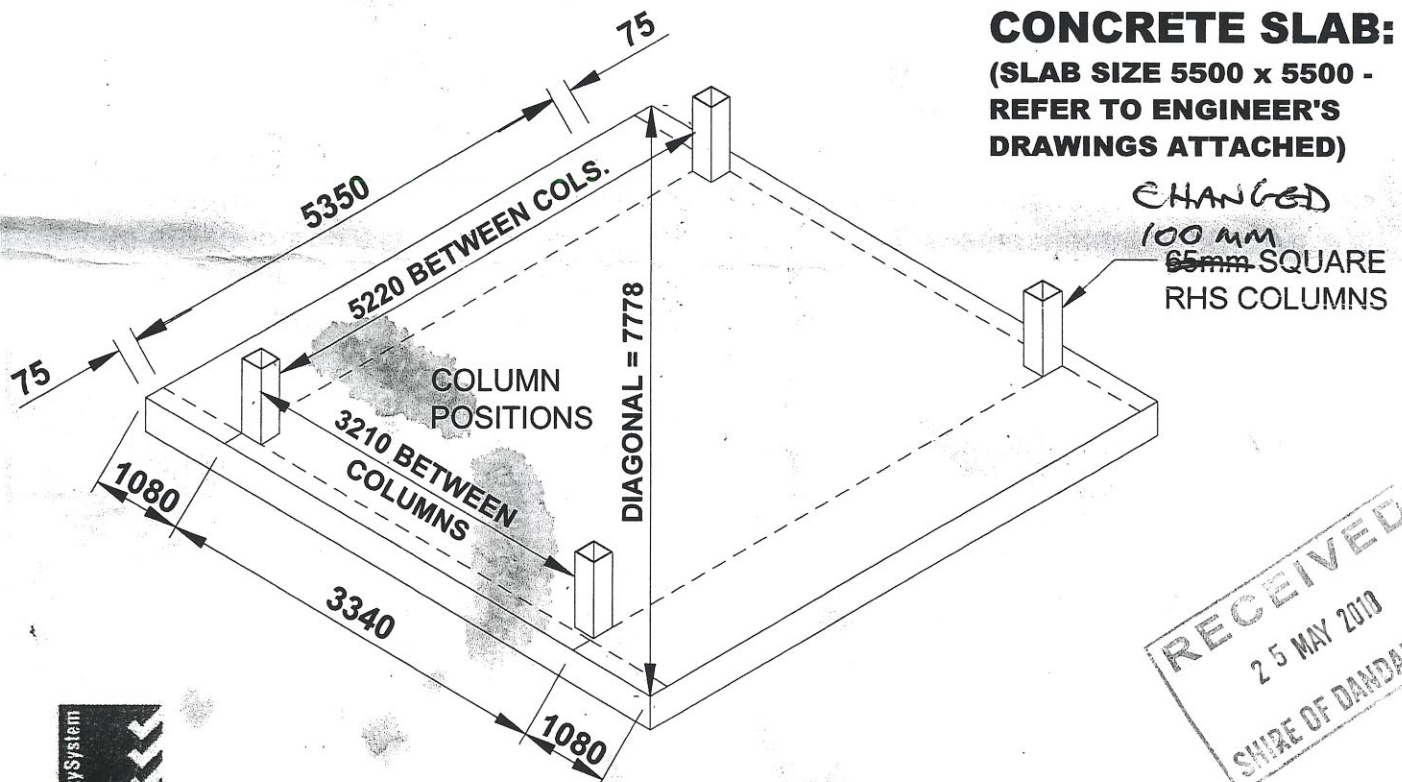 CONCRETE SLAB:
(SLAB SIZE 5500 x 5500 -
REFER TO ENGINEER'S
DRAWINGS ATTACHED)
CHANGED
100 MM
65mm SQUARE
RHS COLUMNS
75
5350
75
5220 BETWEEN COLS.
COLUMN
POSITIONS
3210 BETWEEN
COLUMNS
DIAGONAL = 7778
1080
3340
1080
RECEIVED
25 MAY 2010
SHIRE OF